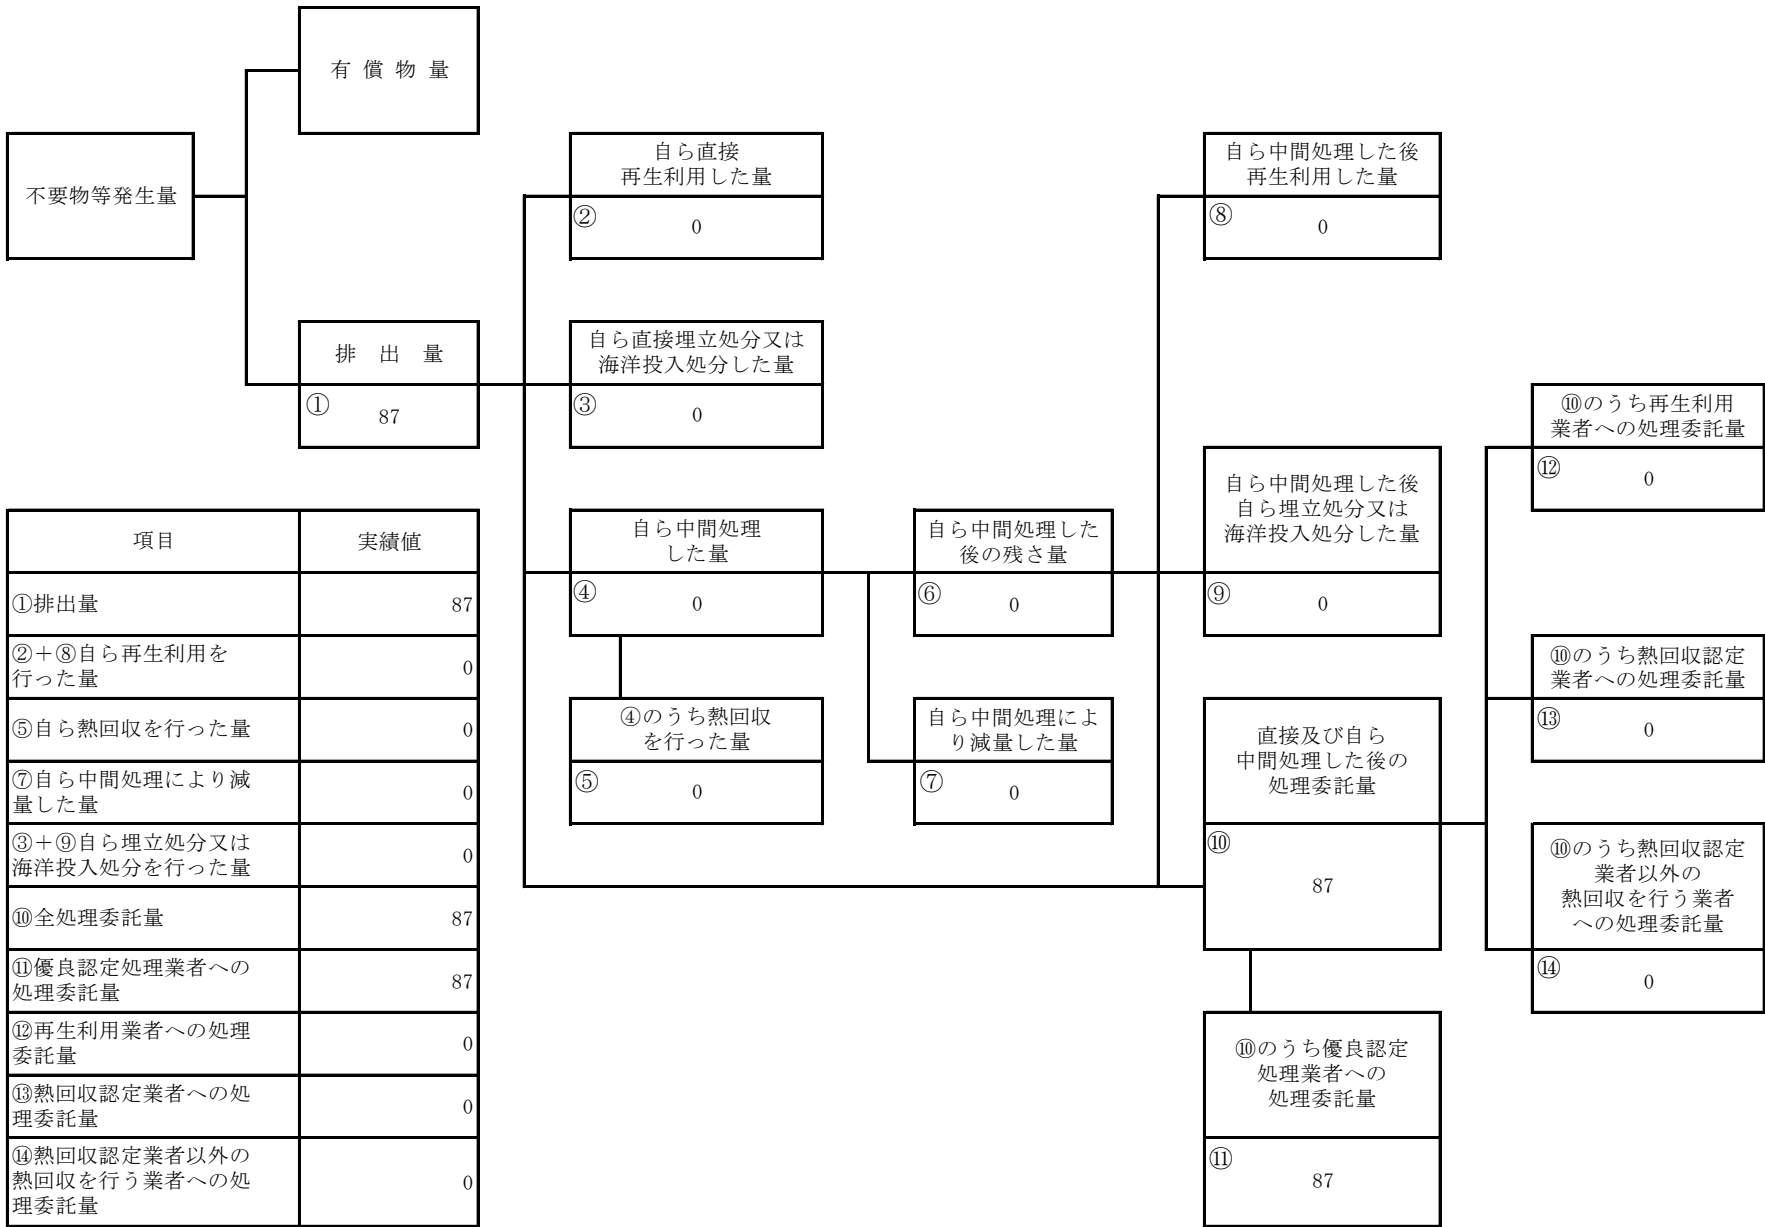 有 償 物 量
不要物等発生量
自ら直接
再生利用した量
②
0
自ら中間処理した後
再生利用した量
⑧
0
排 出 量
①
87
自ら直接埋立処分又は
海洋投入処分した量
③
0
⑩のうち再生利用
業者への処理委託量
⑫
0
自ら中間処理した後
自ら埋立処分又は
海洋投入処分した量
⑨
0
自ら中間処理
した量
④
0
自ら中間処理した
後の残さ量
⑥
0
⑩のうち熱回収認定
業者への処理委託量
⑬
0
④のうち熱回収
を行った量
⑤
0
自ら中間処理によ
り減量した量
⑦
0
直接及び自ら
中間処理した後の
処理委託量
⑩
87
⑩のうち熱回収認定
業者以外の
熱回収を行う業者
への処理委託量
⑭
0
⑩のうち優良認定
処理業者への
処理委託量
⑪
87
項目 実績値
①排出量 87
②＋⑧自ら再生利用を
行った量 0
⑤自ら熱回収を行った量 0
⑦自ら中間処理により減
量した量 0
③＋⑨自ら埋立処分又は
海洋投入処分を行った量 0
⑩全処理委託量 87
⑪優良認定処理業者への
処理委託量 87
⑫再生利用業者への処理
委託量 0
⑬熱回収認定業者への処
理委託量 0
⑭熱回収認定業者以外の
熱回収を行う業者への処
理委託量 0